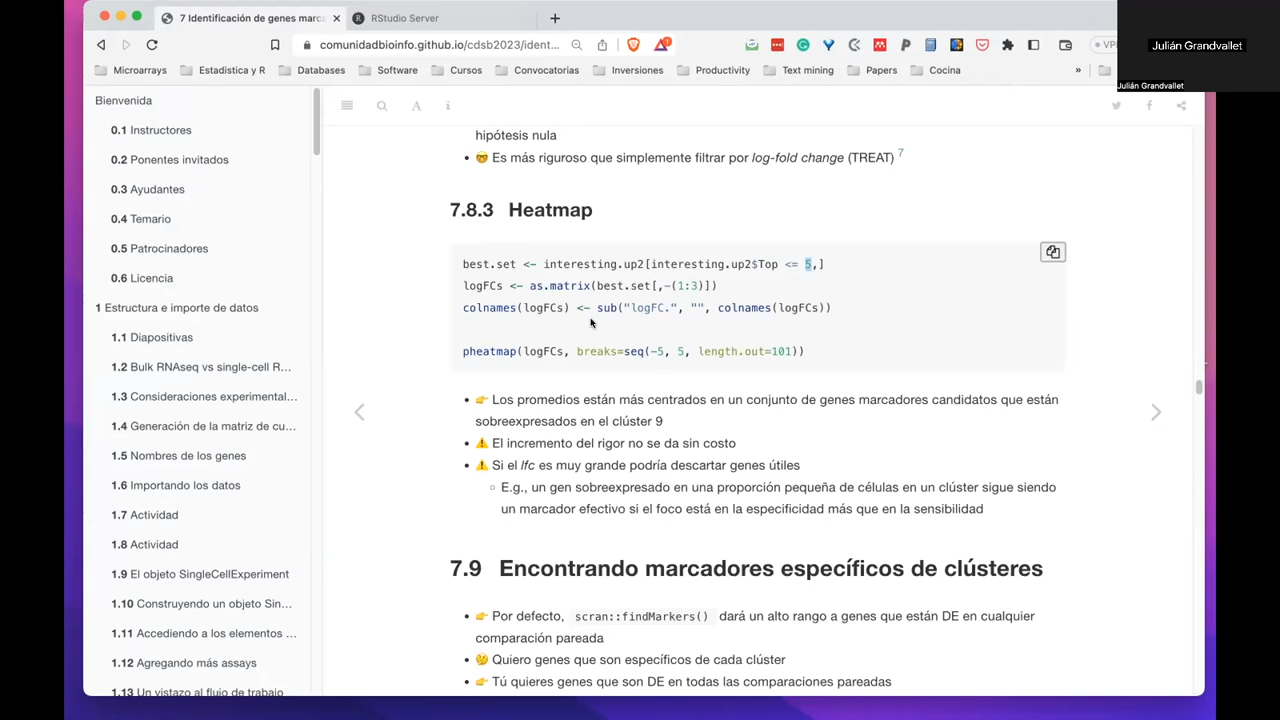 7 Identificación de genes marc
RStudio Server
Julián Grandvallet
comunidadbioinfo.github.io/cdsb2023/ident...
VP
Microarrays
Estadistica y R
Databases
Software
Cursos
Convocatorias
Inversiones
Productivity
Text mining
Papers
Cocina
»
Julián Grandvallet
Bienvenida
0.1 Instructores
0.2 Ponentes invitados
0.3 Ayudantes
0.4 Temario
0.5 Patrocinadores
0.6 Licencia
1 Estructura e importe de datos
1.1 Diapositivas
1.2 Bulk RNAseq vs single-cell R...
1.3 Consideraciones experimental...
1.4 Generación de la matriz de cu...
1.5 Nombres de los genes
1.6 Importando los datos
1.7 Actividad
1.8 Actividad
1.9 El objeto SingleCellExperiment
1.10 Construyendo un objeto Sin...
1.11 Accediendo a los elementos ...
1.12 Agregando más assays
1.13 Un vistazo al flujo de trabajo
hipótesis nula
• 🤓 Es más riguroso que simplemente filtrar por log-fold change (TREAT) 7
7.8.3 Heatmap
best.set <- interesting.up2[interesting.up2$Top <= 5,]
logFCs <- as.matrix(best.set[,-(1:3)])
colnames(logFCs) <- sub("logFC.", "", colnames(logFCs))
pheatmap(logFCs, breaks=seq(-5, 5, length.out=101))
• 👉 Los promedios están más centrados en un conjunto de genes marcadores candidatos que están
sobreexpresados en el clúster 9
• ⚠️ El incremento del rigor no se da sin costo
• ⚠️ Si el lfc es muy grande podría descartar genes útiles
◦ E.g., un gen sobreexpresado en una proporción pequeña de células en un clúster sigue siendo
un marcador efectivo si el foco está en la especificidad más que en la sensibilidad
7.9 Encontrando marcadores específicos de clústeres
• 👉 Por defecto, scran::findMarkers() dará un alto rango a genes que están DE en cualquier
comparación pareada
• 🤔 Quiero genes que son específicos de cada clúster
• 👉 Tú quieres genes que son DE en todas las comparaciones pareadas